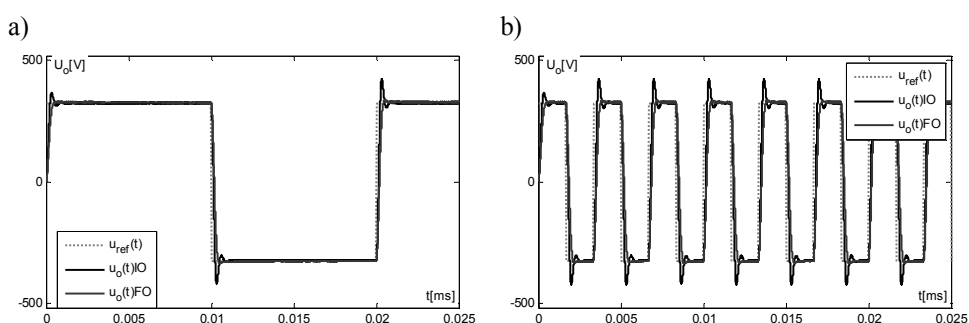 a)
500
U_o[V]
0
-500
u_ref(t)
u_o(t)IO
u_o(t)FO
t[ms]
0 0.005 0.01 0.015 0.02 0.025
b)
500
U_o[V]
u_ref(t)
u_o(t)IO
u_o(t)FO
0
-500
t[ms]
0 0.005 0.01 0.015 0.02 0.025